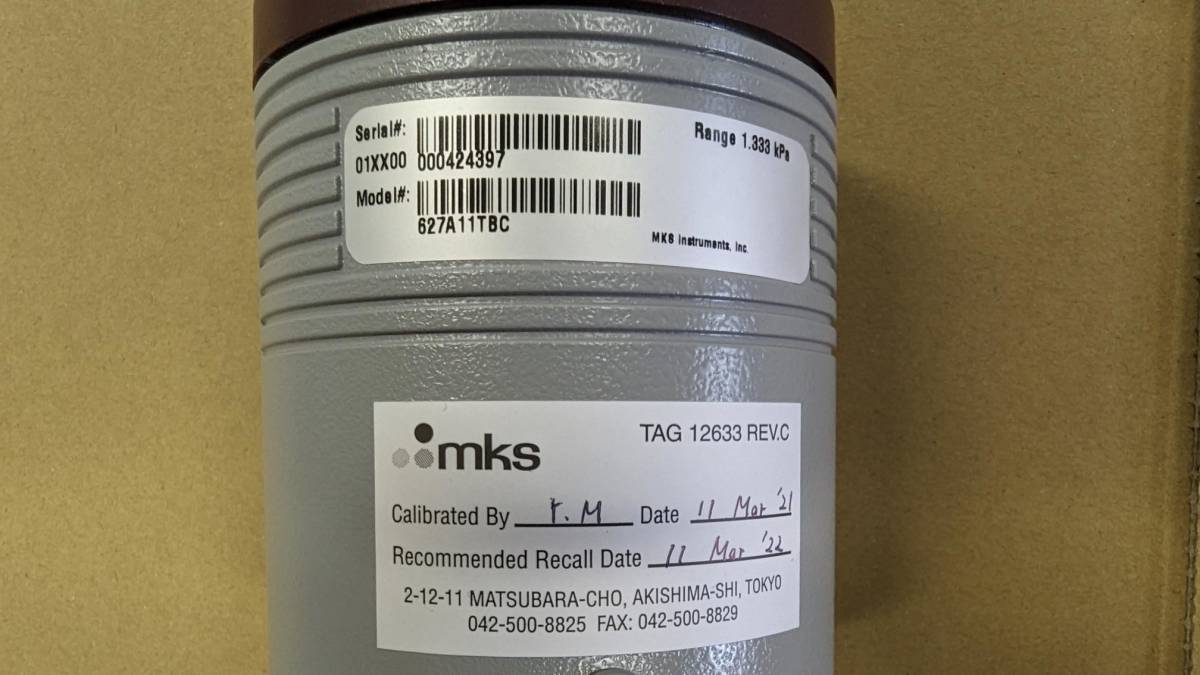 Serial#:
01XX00 000424397
Range 1.333 kPa
Model#:
627A11TBC
MKS Instruments, Inc.
mks
TAG 12633 REV.C
Calibrated By Y. M Date 11 Mar '21
Recommended Recall Date 11 Mar '22
2-12-11 MATSUBARA-CHO, AKISHIMA-SHI, TOKYO
042-500-8825 FAX: 042-500-8829